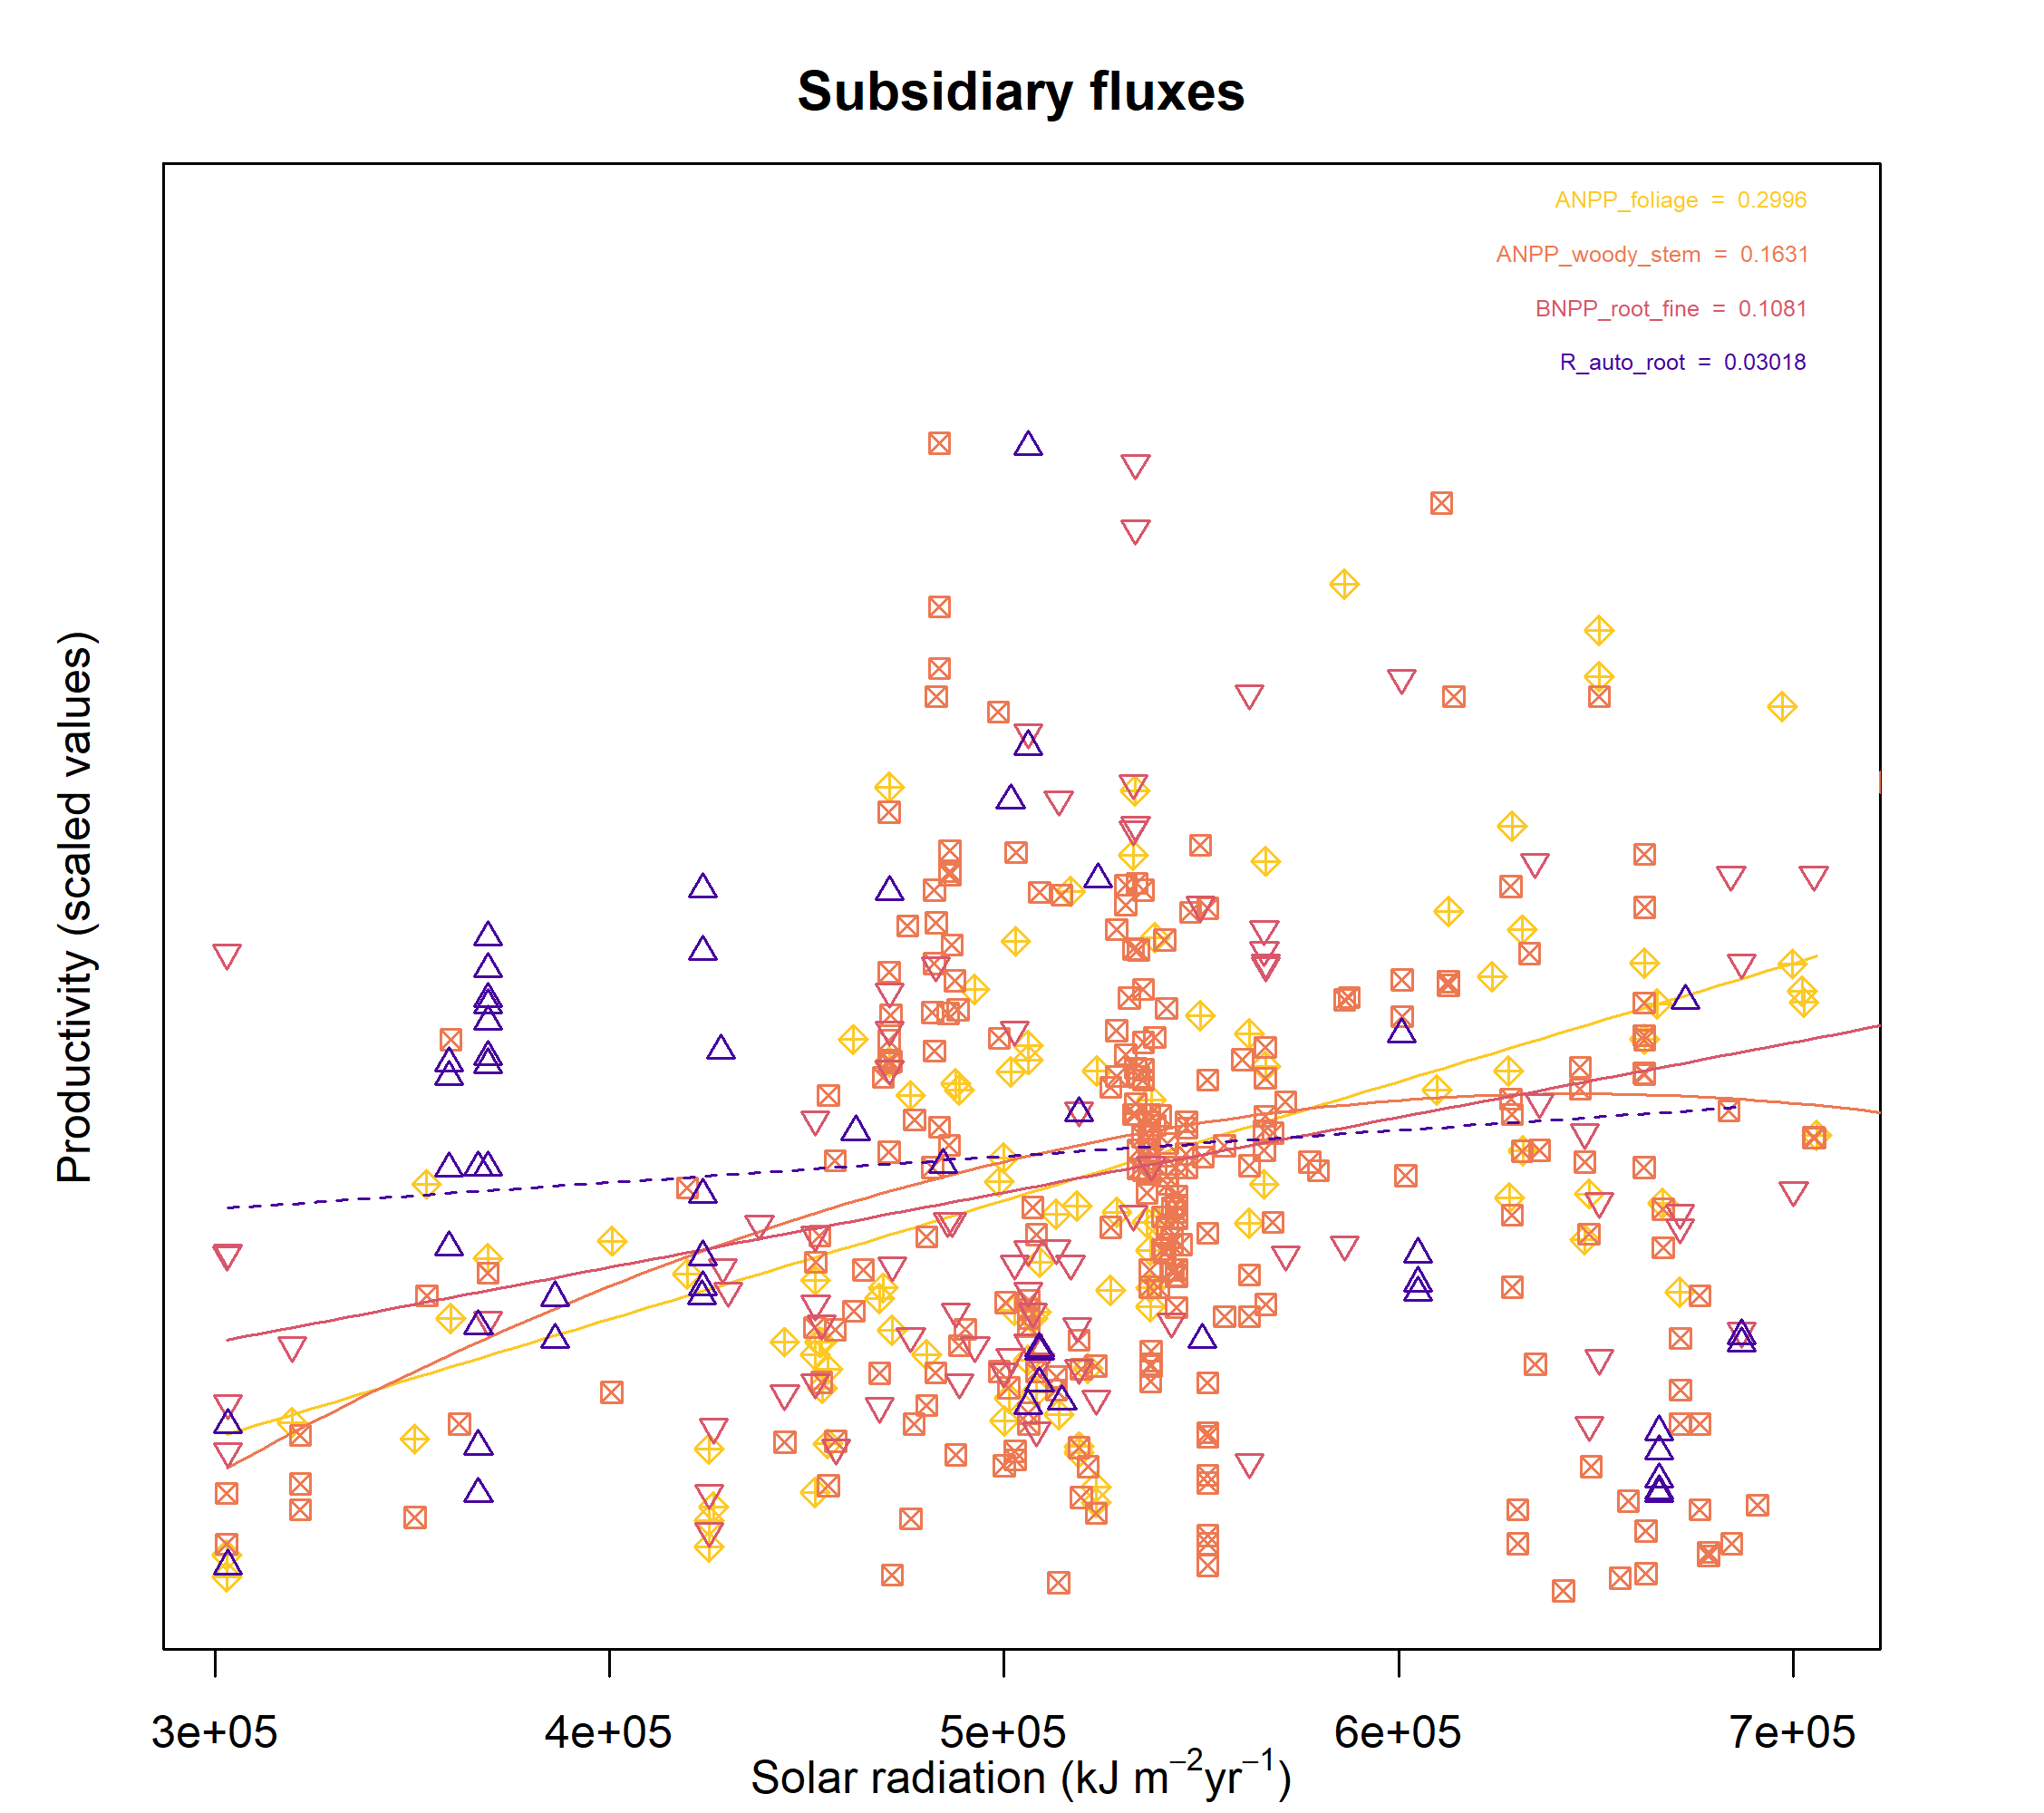 Subsidiary fluxes
ANPP_foliage = 0.2996
ANPP_woody_stem = 0.1631
BNPP_root_fine = 0.1081
R_auto_root = 0.03018
Productivity (scaled values)
3e+05 4e+05 5e+05 6e+05 7e+05
Solar radiation (kJ m⁻²yr⁻¹)